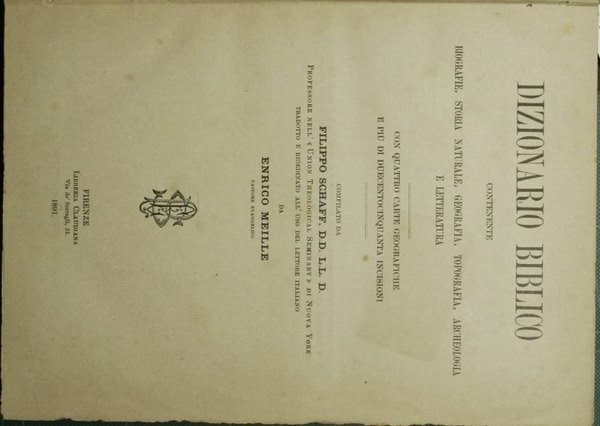 DIZIONARIO BIBLICO
CONTENENTE
BIOGRAFIE, STORIA NATURALE, GEOGRAFIA, TOPOGRAFIA, ARCHEOLOGIA
E LETTERATURA
CON QUATTRO CARTE GEOGRAFICHE
E PIÙ DI DUECENTOCINQUANTA INCISIONI
COMPILATO DA
FILIPPO SCHAFF, D.D. L.L. D.
PROFESSORE NELL' « UNION THEOLOGICAL SEMINARY » DI NUOVA YORK
TRADOTTO E RIORDINATO ALL' USO DEL LETTORE ITALIANO
DA
ENRICO MEILLE
PASTORE EVANGELICO
FIRENZE
LIBRERIA CLAUDIANA
Via de' Serragli, 51.
1891.